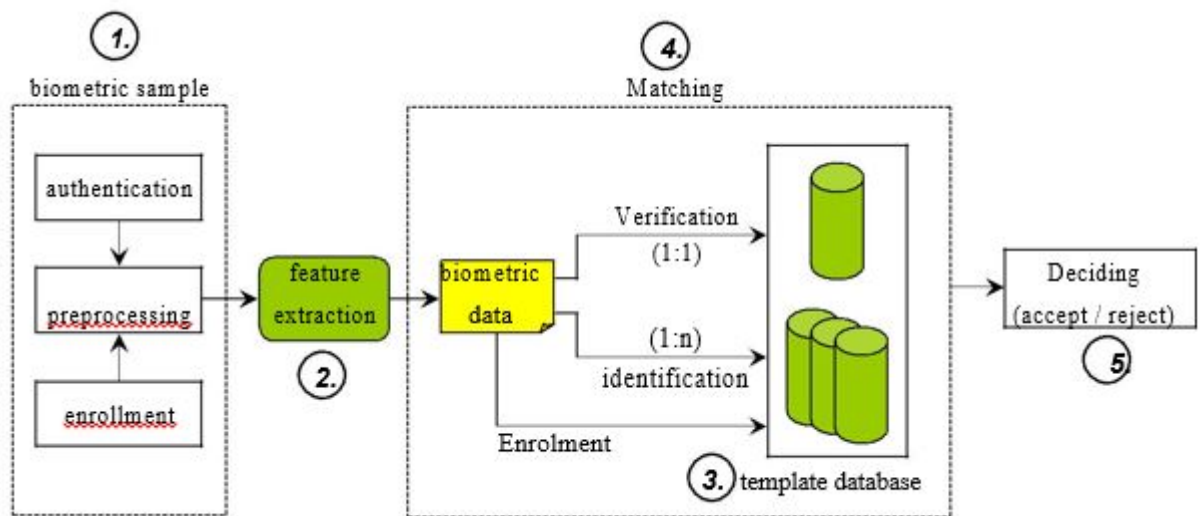 1.
biometric sample
authentication
preprocessing
enrollment
feature
extraction
2.
4.
Matching
biometric
data
Verification
(1:1)
(1:n)
identification
Enrolment
3. template database
Deciding
(accept / reject)
5.